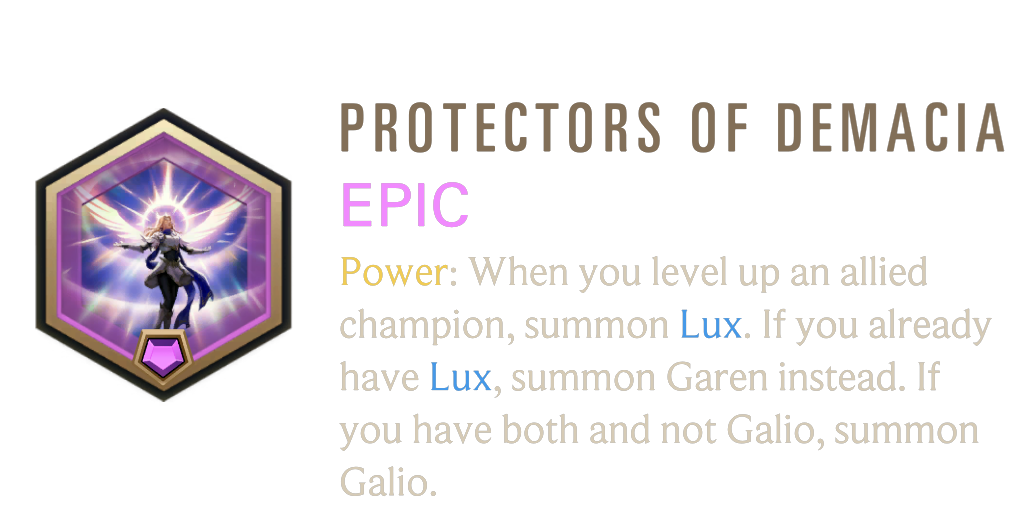 PROTECTORS OF DEMACIA
EPIC
Power: When you level up an allied
champion, summon Lux. If you already
have Lux, summon Garen instead. If
you have both and not Galio, summon
Galio.